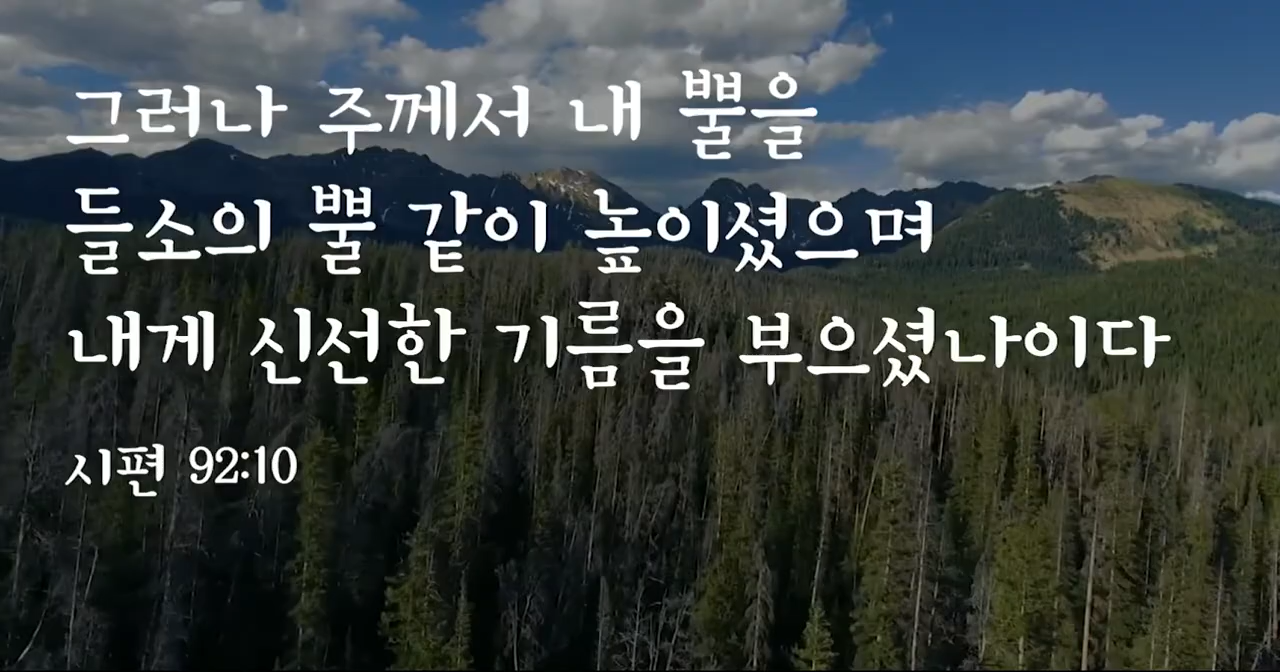 그러나 주께서 내 뿔을
들소의 뿔 같이 높이셨으며
내게 신선한 기름을 부으셨나이다
시편 92:10